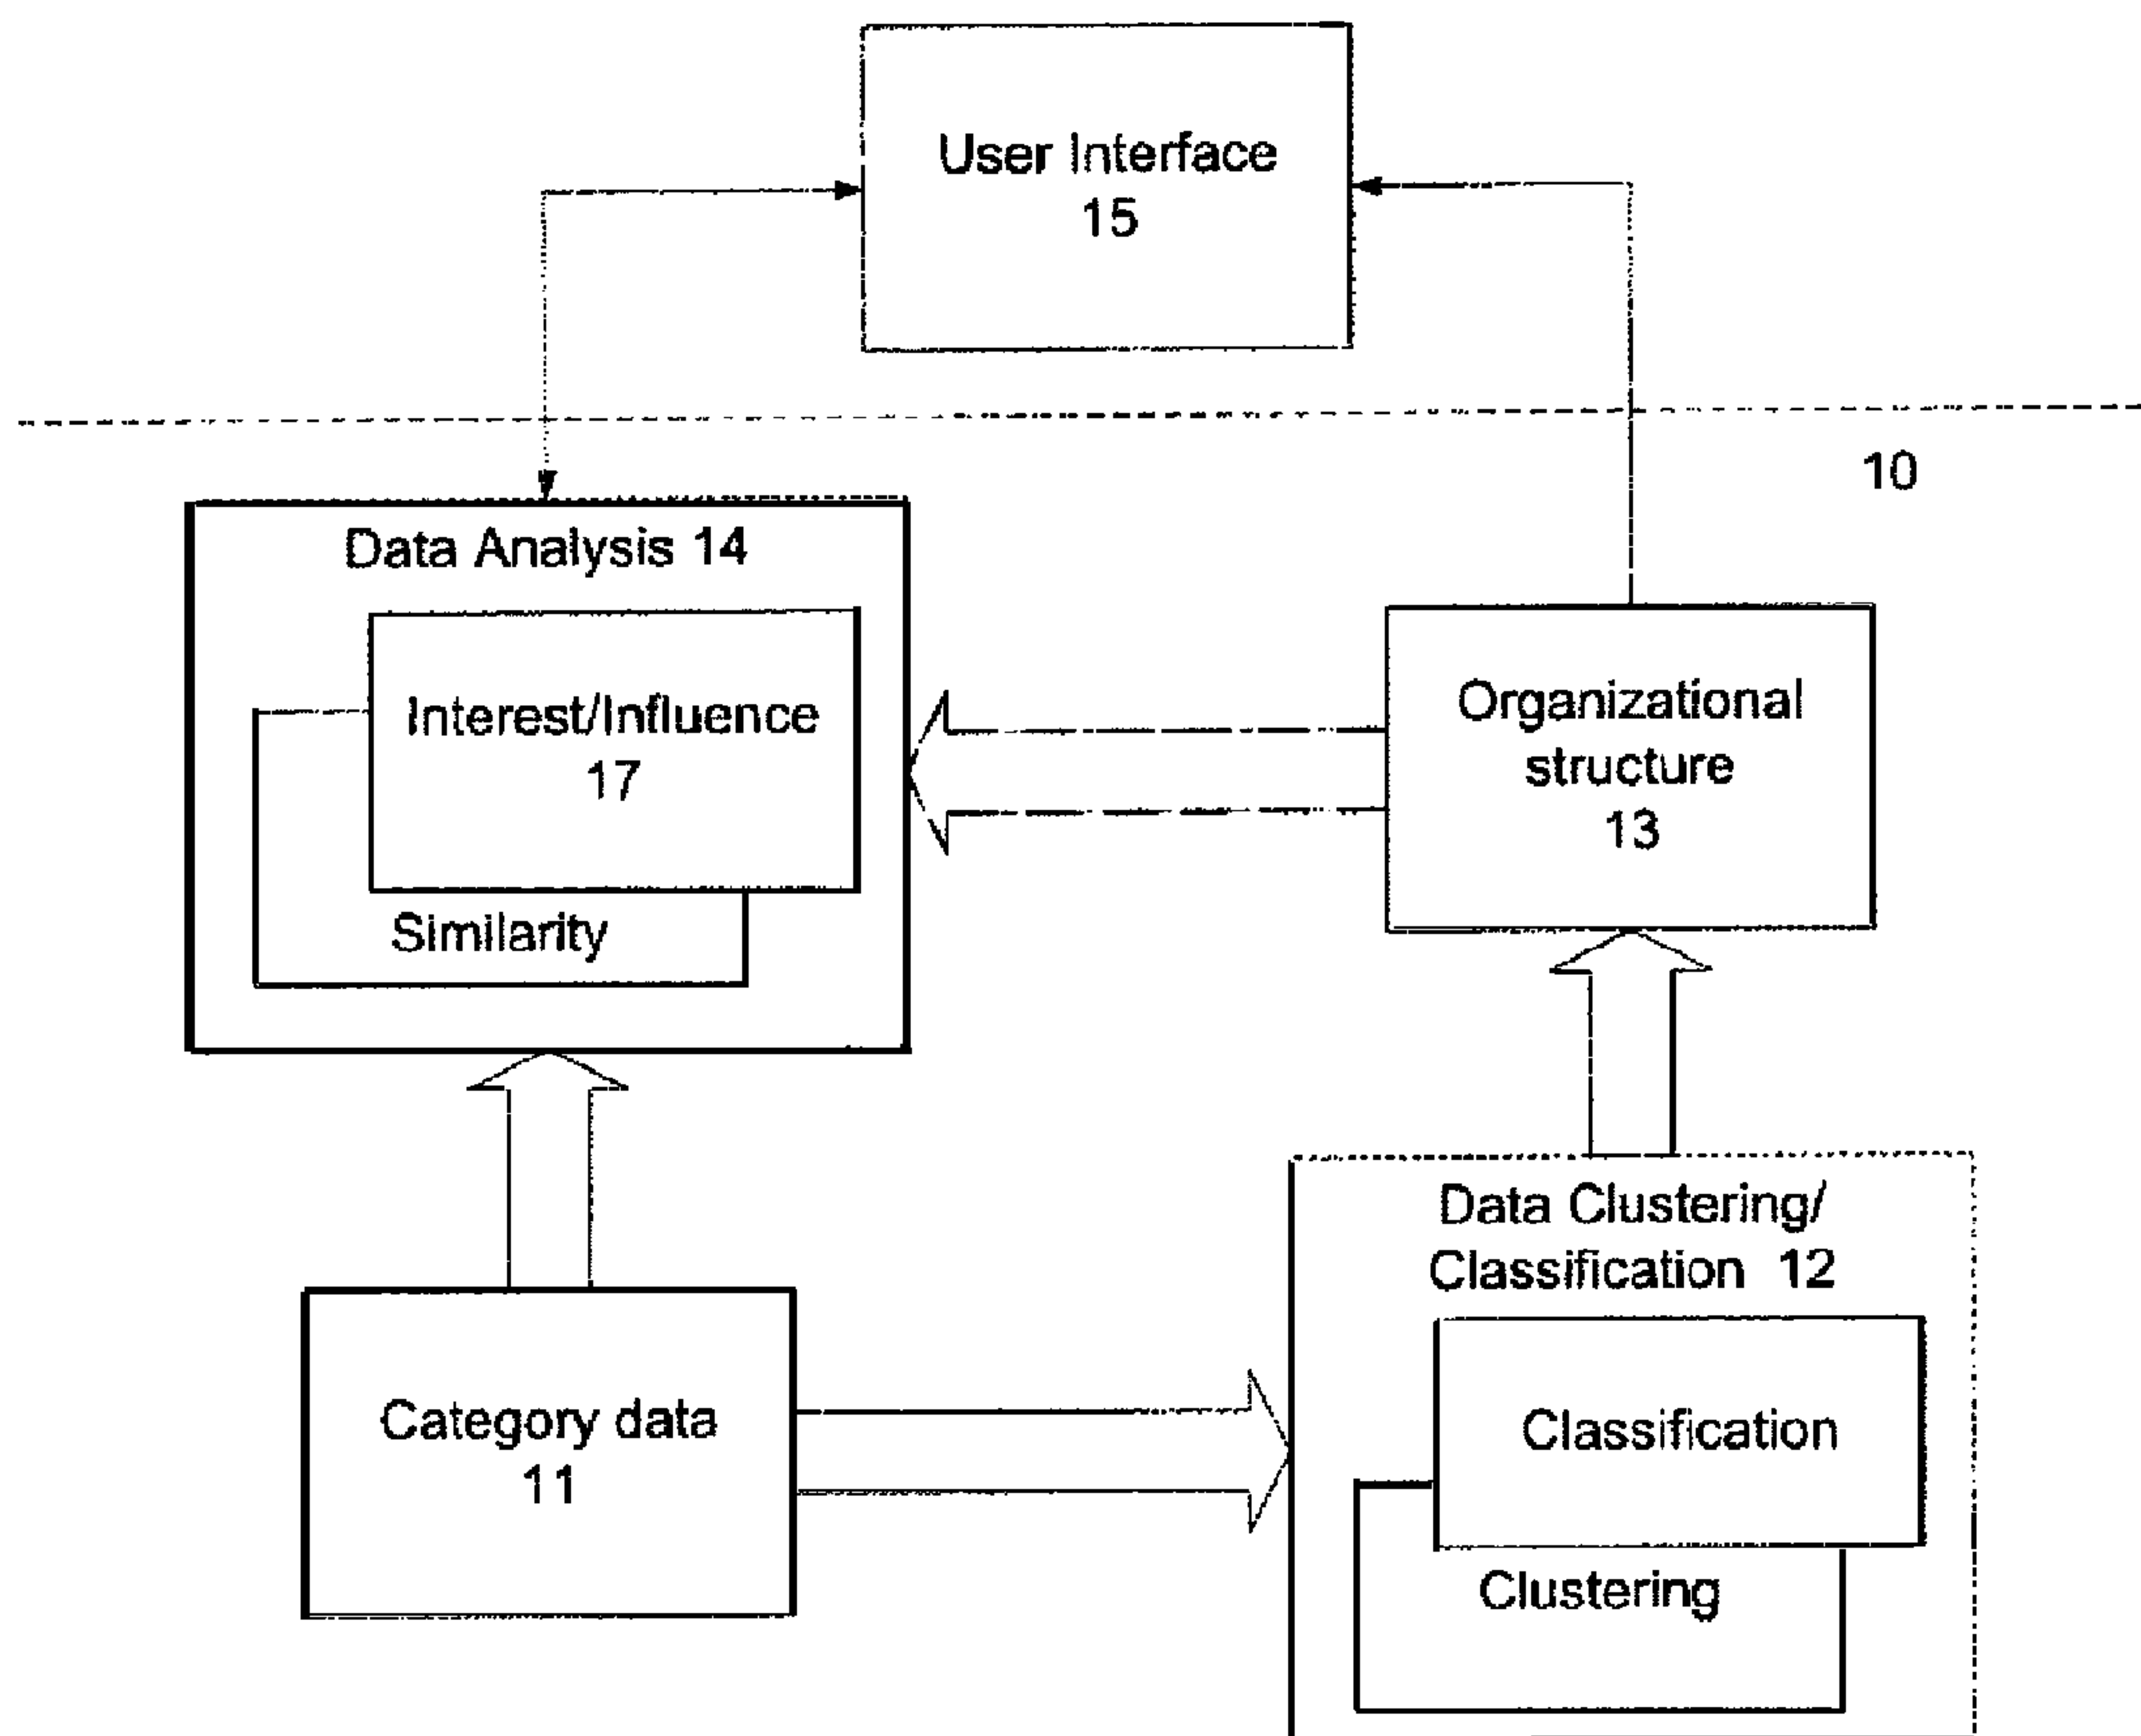 User Interface
15
10
Data Analysis 14
Interest/Influence
17
Similarity
Organizational
structure
13
Category data
11
Data Clustering/
Classification 12
Classification
Clustering